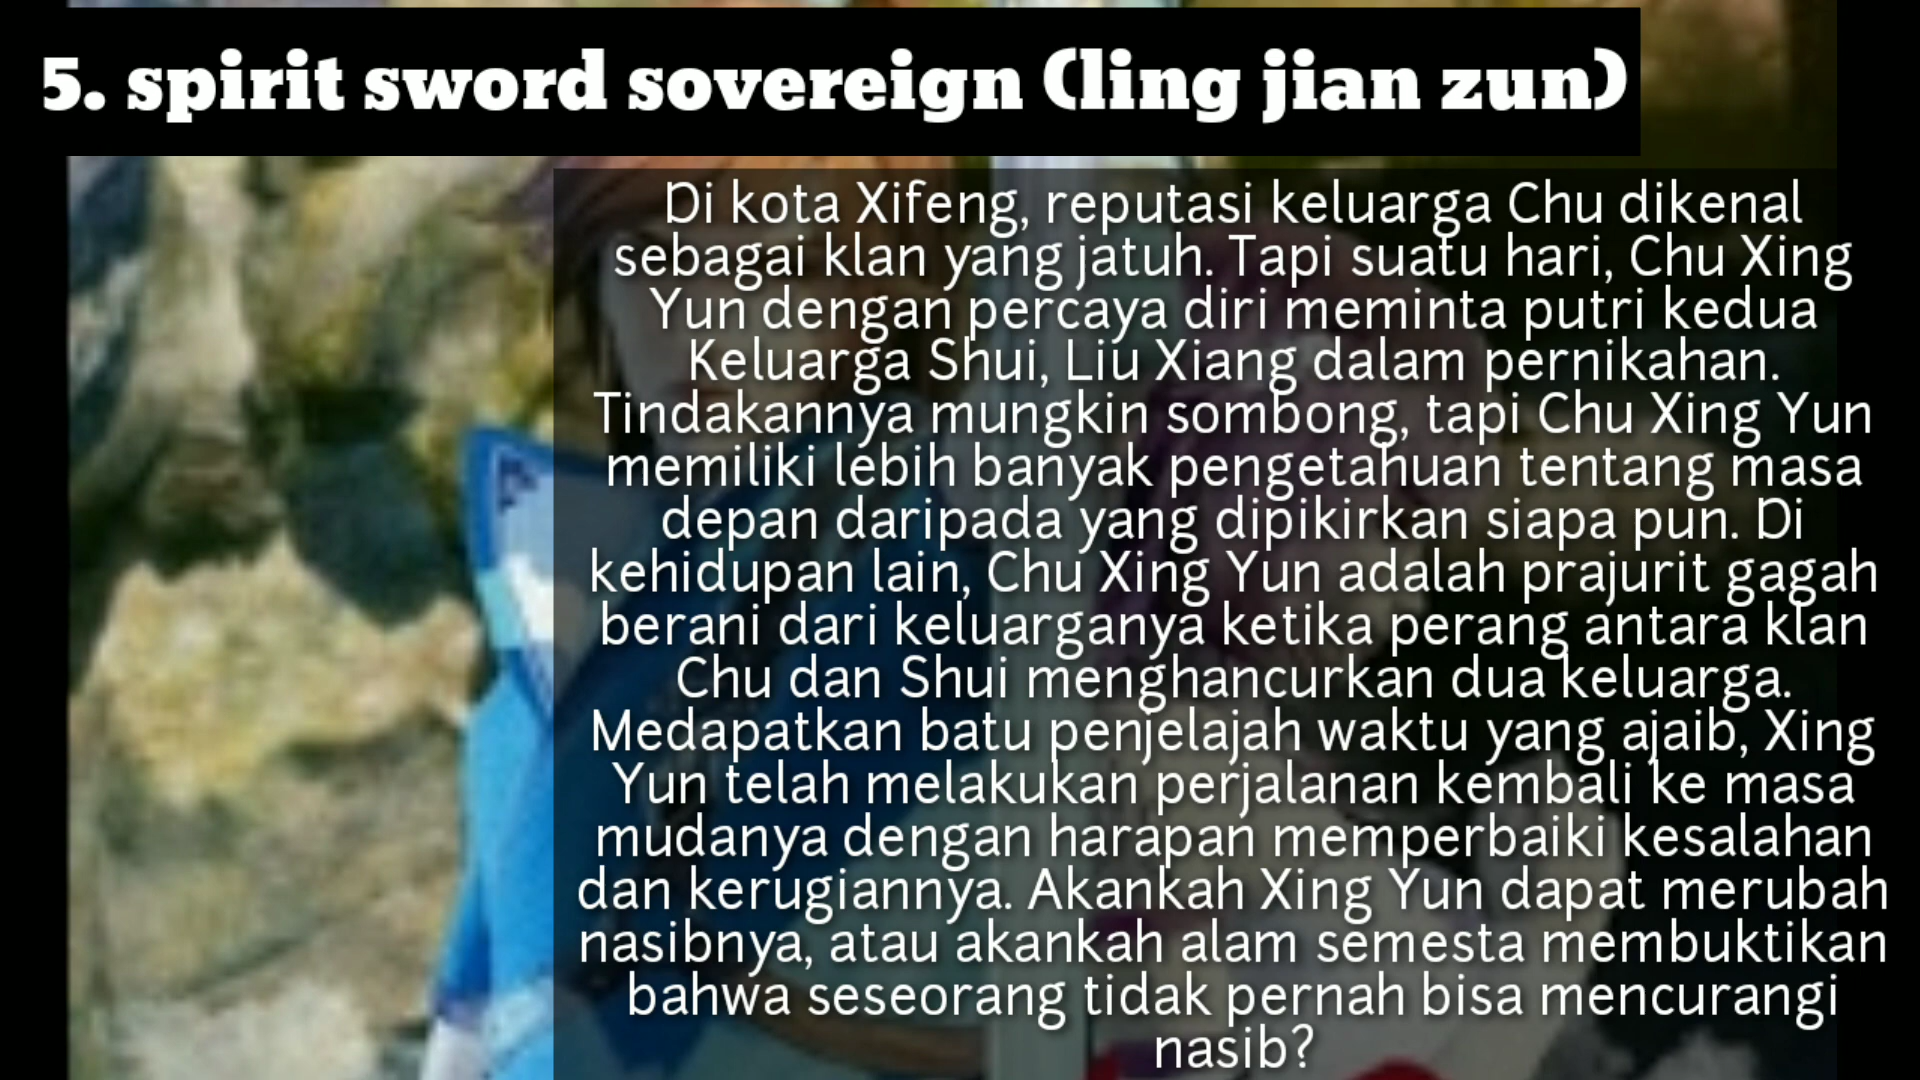 5. spirit sword sovereign (ling jian zun)
Di kota Xifeng, reputasi keluarga Chu dikenal
sebagai klan yang jatuh. Tapi suatu hari, Chu Xing
Yun dengan percaya diri meminta putri kedua
Keluarga Shui, Liu Xiang dalam pernikahan.
Tindakannya mungkin sombong, tapi Chu Xing Yun
memiliki lebih banyak pengetahuan tentang masa
depan daripada yang dipikirkan siapa pun. Di
kehidupan lain, Chu Xing Yun adalah prajurit gagah
berani dari keluarganya ketika perang antara klan
Chu dan Shui menghancurkan dua keluarga.
Medapatkan batu penjelajah waktu yang ajaib, Xing
Yun telah melakukan perjalanan kembali ke masa
mudanya dengan harapan memperbaiki kesalahan
dan kerugiannya. Akankah Xing Yun dapat merubah
nasibnya, atau akankah alam semesta membuktikan
bahwa seseorang tidak pernah bisa mencurangi
nasib?